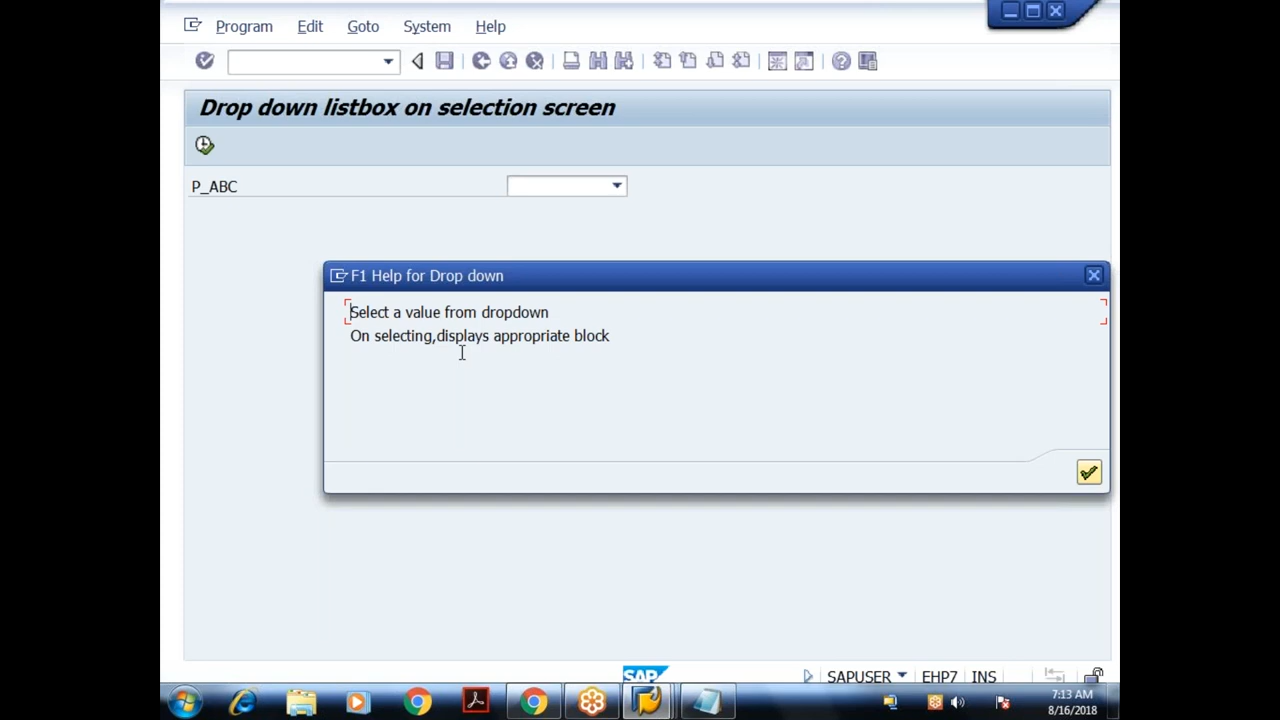 Program Edit Goto System Help
Drop down listbox on selection screen
P_ABC
F1 Help for Drop down
Select a value from dropdown
On selecting,displays appropriate block
SAP
SAPUSER EHP7 INS
7:13 AM
8/16/2018